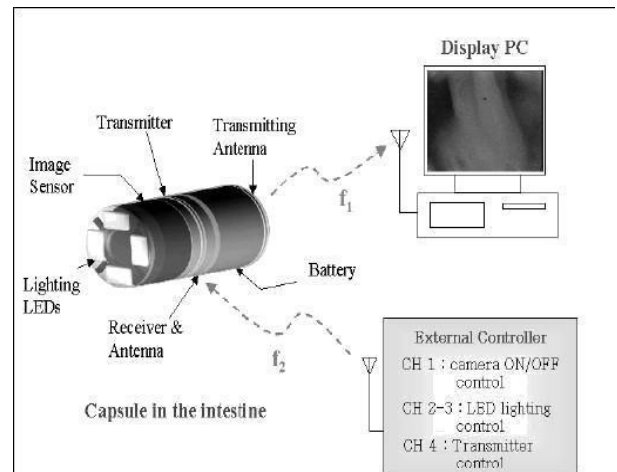 Display PC
Transmitter
Transmitting
Antenna
Image
Sensor
f1
Lighting
LEDs
Battery
Receiver &
Antenna
f2
Capsule in the intestine
External Controller
CH 1 : camera ON/OFF
control
CH 2-3 : LED lighting
control
CH 4 : Transmitter
control